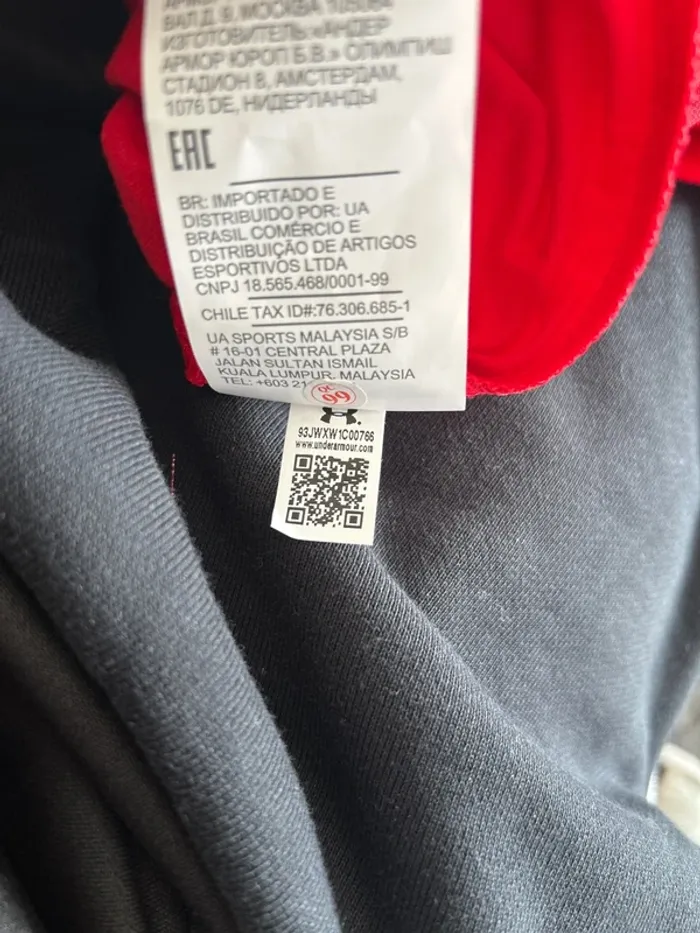 ВАЛ,Д. 9, МОСКВА 105064
ИЗГОТОВИТЕЛЬ:«АНДЕР
АРМОР ЮРОП Б.В.» ОЛИМПИШ
СТАДИОН 8, АМСТЕРДАМ,
1076 DE, НИДЕРЛАНДЫ
EAC
BR: IMPORTADO E
DISTRIBUIDO POR: UA
BRASIL COMÉRCIO E
DISTRIBUIÇÃO DE ARTIGOS
ESPORTIVOS LTDA
CNPJ 18.565.468/0001-99
CHILE TAX ID#:76.306.685-1
UA SPORTS MALAYSIA S/B
# 16-01 CENTRAL PLAZA
JALAN SULTAN ISMAIL
KUALA LUMPUR. MALAYSIA
TEL: +603 21
QC
99
93JWXW1C00766
www.underarmour.com